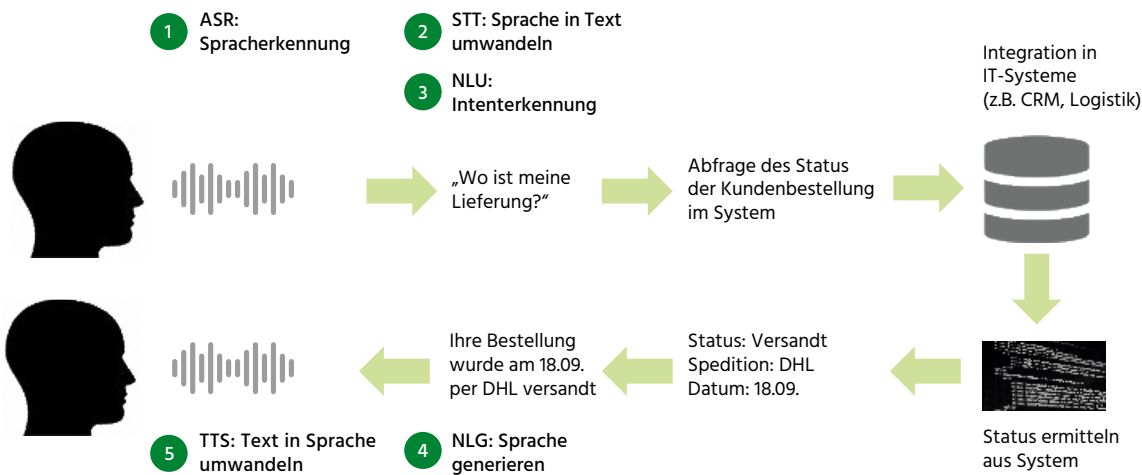 1
ASR:
Spracherkennung
2
STT: Sprache in Text
umwandeln
3
NLU:
Intenterkennung
Integration in
IT-Systeme
(z.B. CRM, Logistik)
„Wo ist meine
Lieferung?“
Abfrage des Status
der Kundenbestellung
im System
Ihre Bestellung
wurde am 18.09.
per DHL versandt
Status: Versandt
Spedition: DHL
Datum: 18.09.
5
TTS: Text in Sprache
umwandeln
4
NLG: Sprache
generieren
Status ermitteln
aus System